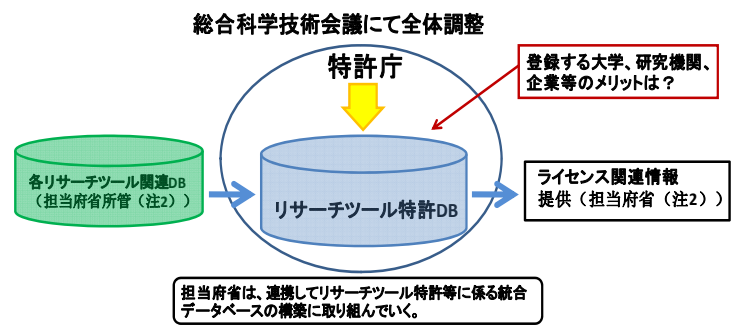 総合科学技術会議にて全体調整
特許庁
登録する大学、研究機関、
企業等のメリットは？
各リサーチツール関連DB
（担当府省所管（注2））
リサーチツール特許DB
ライセンス関連情報
提供（担当府省（注2））
担当府省は、連携してリサーチツール特許等に係る統合
データベースの構築に取り組んでいく。